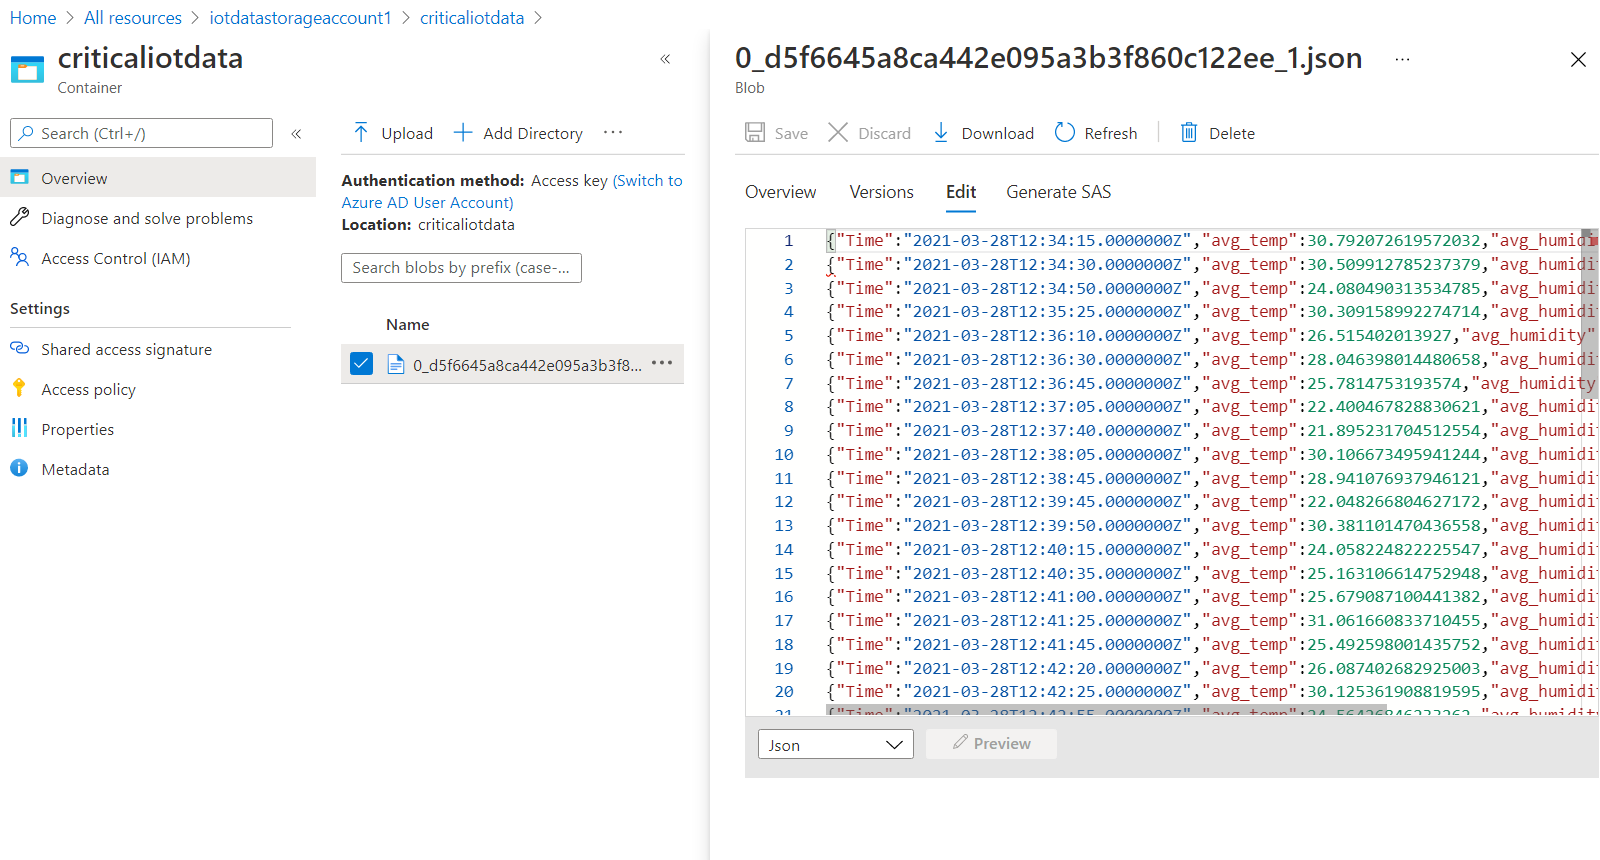 Home > All resources > iotdatastorageaccount1 > criticaliotdata >
criticaliotdata
Container
«
Search (Ctrl+/)
«
Overview
Diagnose and solve problems
Access Control (IAM)
Settings
Shared access signature
Access policy
Properties
Metadata
Upload
Add Directory
···
Authentication method: Access key (Switch to
Azure AD User Account)
Location: criticaliotdata
Search blobs by prefix (case-...
Name
0_d5f6645a8ca442e095a3b3f8... ···
0_d5f6645a8ca442e095a3b3f860c122ee_1.json ···
Blob
Save
Discard
Download
Refresh
Delete
Overview
Versions
Edit
Generate SAS
1 {"Time":"2021-03-28T12:34:15.0000000Z","avg_temp":30.792072619572032,"avg_humidi
2 {"Time":"2021-03-28T12:34:30.0000000Z","avg_temp":30.509912785237379,"avg_humidi
3 {"Time":"2021-03-28T12:34:50.0000000Z","avg_temp":24.080490313534785,"avg_humidi
4 {"Time":"2021-03-28T12:35:25.0000000Z","avg_temp":30.309158992274714,"avg_humidi
5 {"Time":"2021-03-28T12:36:10.0000000Z","avg_temp":26.515402013927,"avg_humidity"
6 {"Time":"2021-03-28T12:36:30.0000000Z","avg_temp":28.046398014480658,"avg_humidi
7 {"Time":"2021-03-28T12:36:45.0000000Z","avg_temp":25.7814753193574,"avg_humidity
8 {"Time":"2021-03-28T12:37:05.0000000Z","avg_temp":22.400467828830621,"avg_humidi
9 {"Time":"2021-03-28T12:37:40.0000000Z","avg_temp":21.895231704512554,"avg_humidi
10 {"Time":"2021-03-28T12:38:05.0000000Z","avg_temp":30.106673495941244,"avg_humidi
11 {"Time":"2021-03-28T12:38:45.0000000Z","avg_temp":28.941076937946121,"avg_humidi
12 {"Time":"2021-03-28T12:39:45.0000000Z","avg_temp":22.048266804627172,"avg_humidi
13 {"Time":"2021-03-28T12:39:50.0000000Z","avg_temp":30.381101470436558,"avg_humidi
14 {"Time":"2021-03-28T12:40:15.0000000Z","avg_temp":24.058224822225547,"avg_humidi
15 {"Time":"2021-03-28T12:40:35.0000000Z","avg_temp":25.163106614752948,"avg_humidi
16 {"Time":"2021-03-28T12:41:00.0000000Z","avg_temp":25.679087100441382,"avg_humidi
17 {"Time":"2021-03-28T12:41:25.0000000Z","avg_temp":31.061660833710455,"avg_humidi
18 {"Time":"2021-03-28T12:41:45.0000000Z","avg_temp":25.492598001435752,"avg_humidi
19 {"Time":"2021-03-28T12:42:20.0000000Z","avg_temp":26.087402682925003,"avg_humidi
20 {"Time":"2021-03-28T12:42:25.0000000Z","avg_temp":30.125361908819595,"avg_humidi
Json
Preview